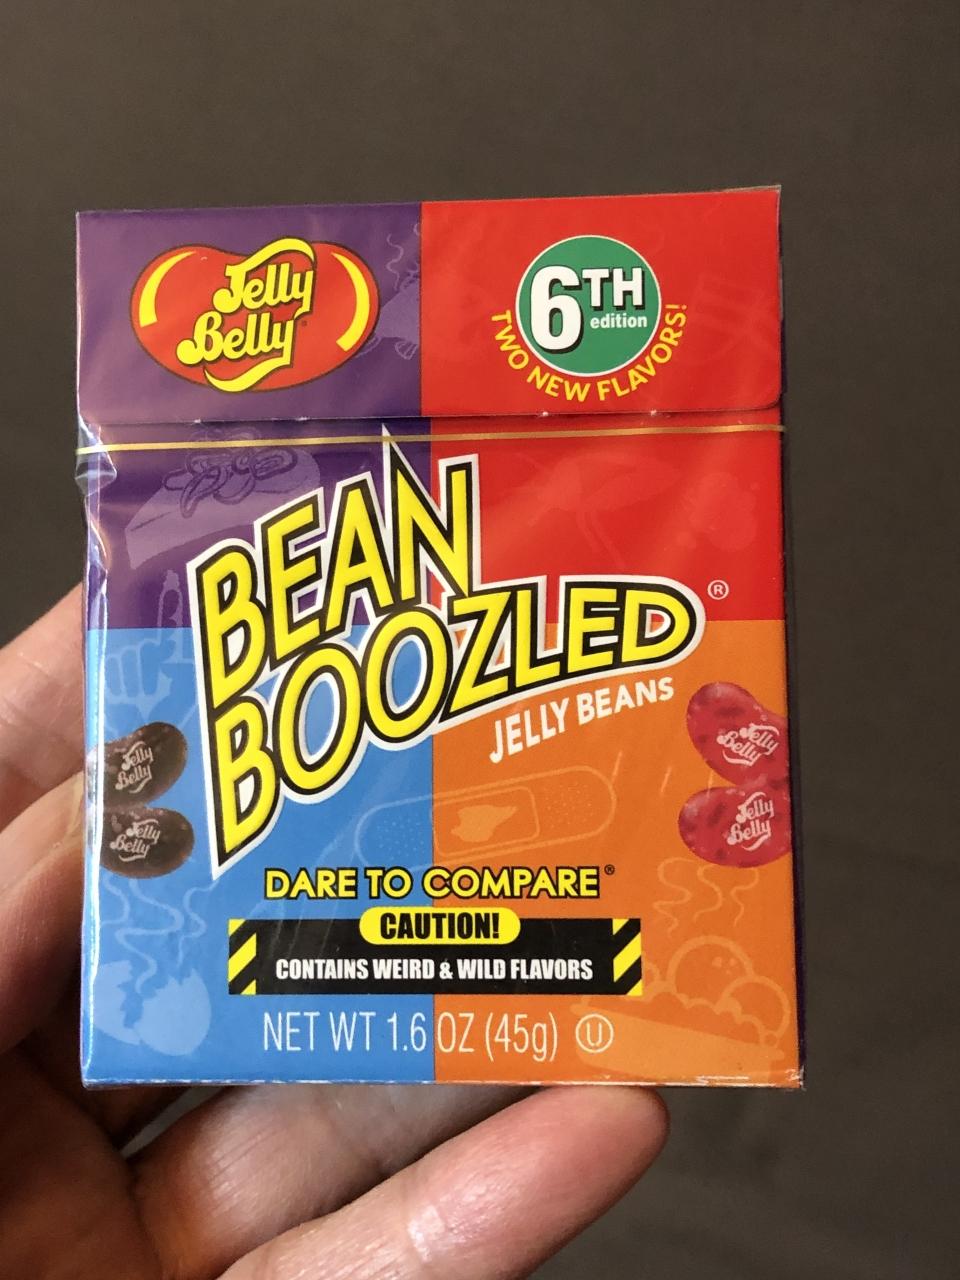 Jelly
Belly®
6TH
edition
TWO NEW FLAVORS!
BEAN
BOOZLED®
JELLY BEANS
Jelly
Belly
Jelly
Belly
Jelly
Belly
Jelly
Belly
DARE TO COMPARE®
CAUTION!
CONTAINS WEIRD & WILD FLAVORS
NET WT 1.6 OZ (45g) Ⓤ